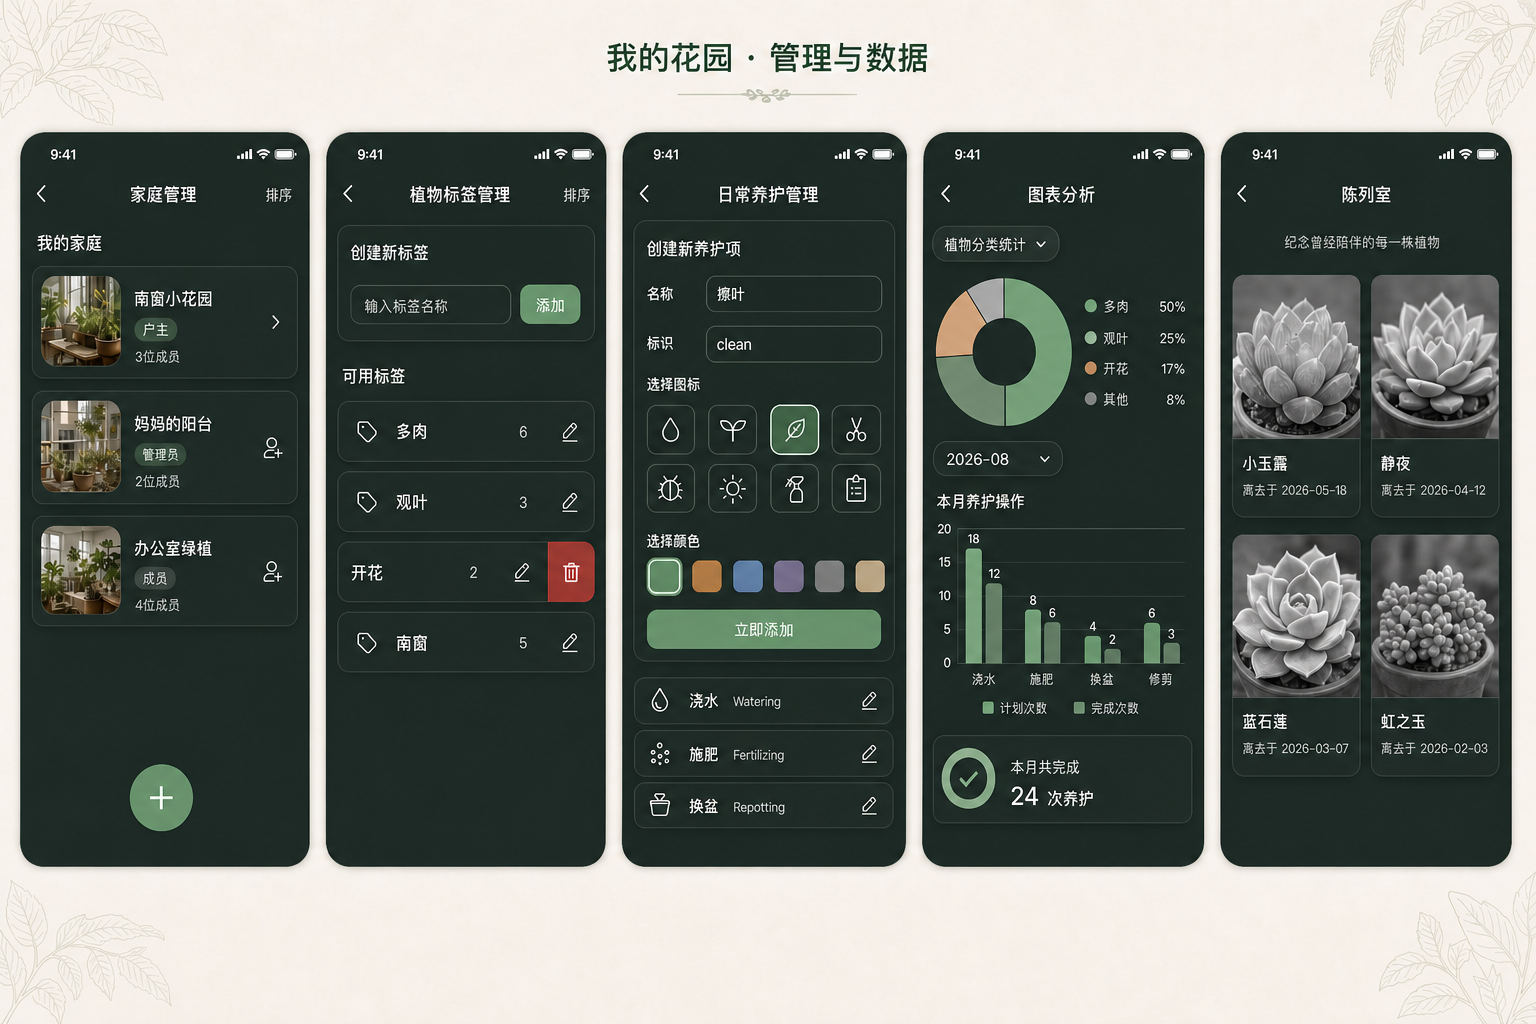 我的花园 · 管理与数据
9:41
家庭管理
排序
我的家庭
南窗小花园
户主
3位成员
妈妈的阳台
管理员
2位成员
办公室绿植
成员
4位成员
9:41
植物标签管理
排序
创建新标签
输入标签名称
添加
可用标签
多肉 6
观叶 3
开花 2
南窗 5
9:41
日常养护管理
创建新养护项
名称 擦叶
标识 clean
选择图标
选择颜色
立即添加
浇水 Watering
施肥 Fertilizing
换盆 Repotting
9:41
图表分析
植物分类统计
多肉 50%
观叶 25%
开花 17%
其他 8%
2026-08
本月养护操作
20
15
10
5
0
18
12
8
6
4
2
6
3
浇水 施肥 换盆 修剪
计划次数 完成次数
本月共完成
24 次养护
9:41
陈列室
纪念曾经陪伴的每一株植物
小玉露
离去于 2026-05-18
静夜
离去于 2026-04-12
蓝石莲
离去于 2026-03-07
虹之玉
离去于 2026-02-03